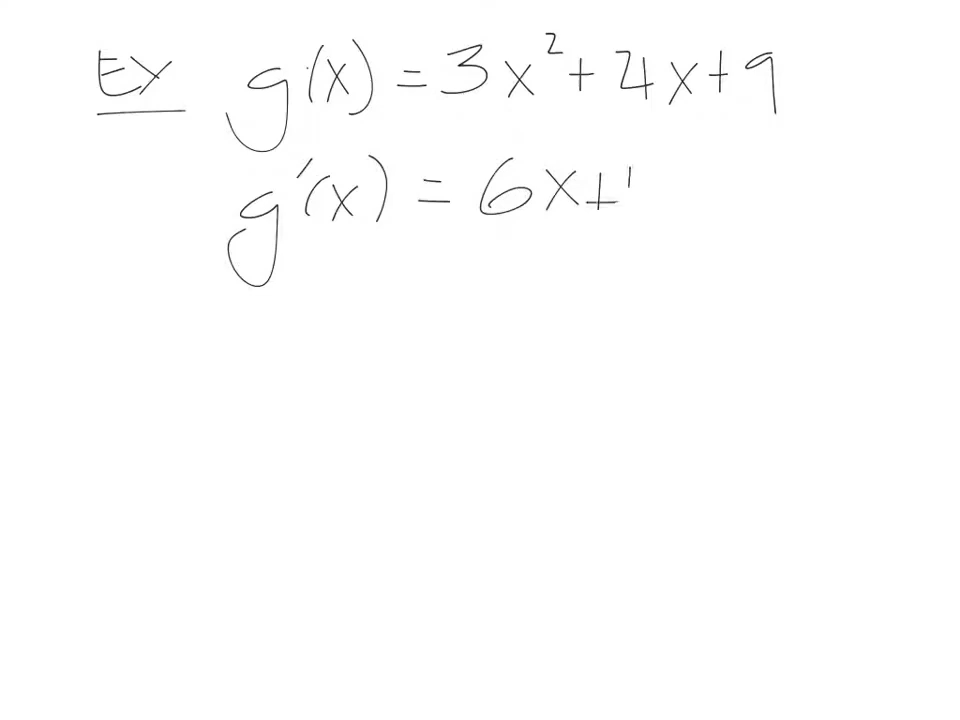 Ex g(x) = 3x² + 4x + 9
g'(x) = 6x +